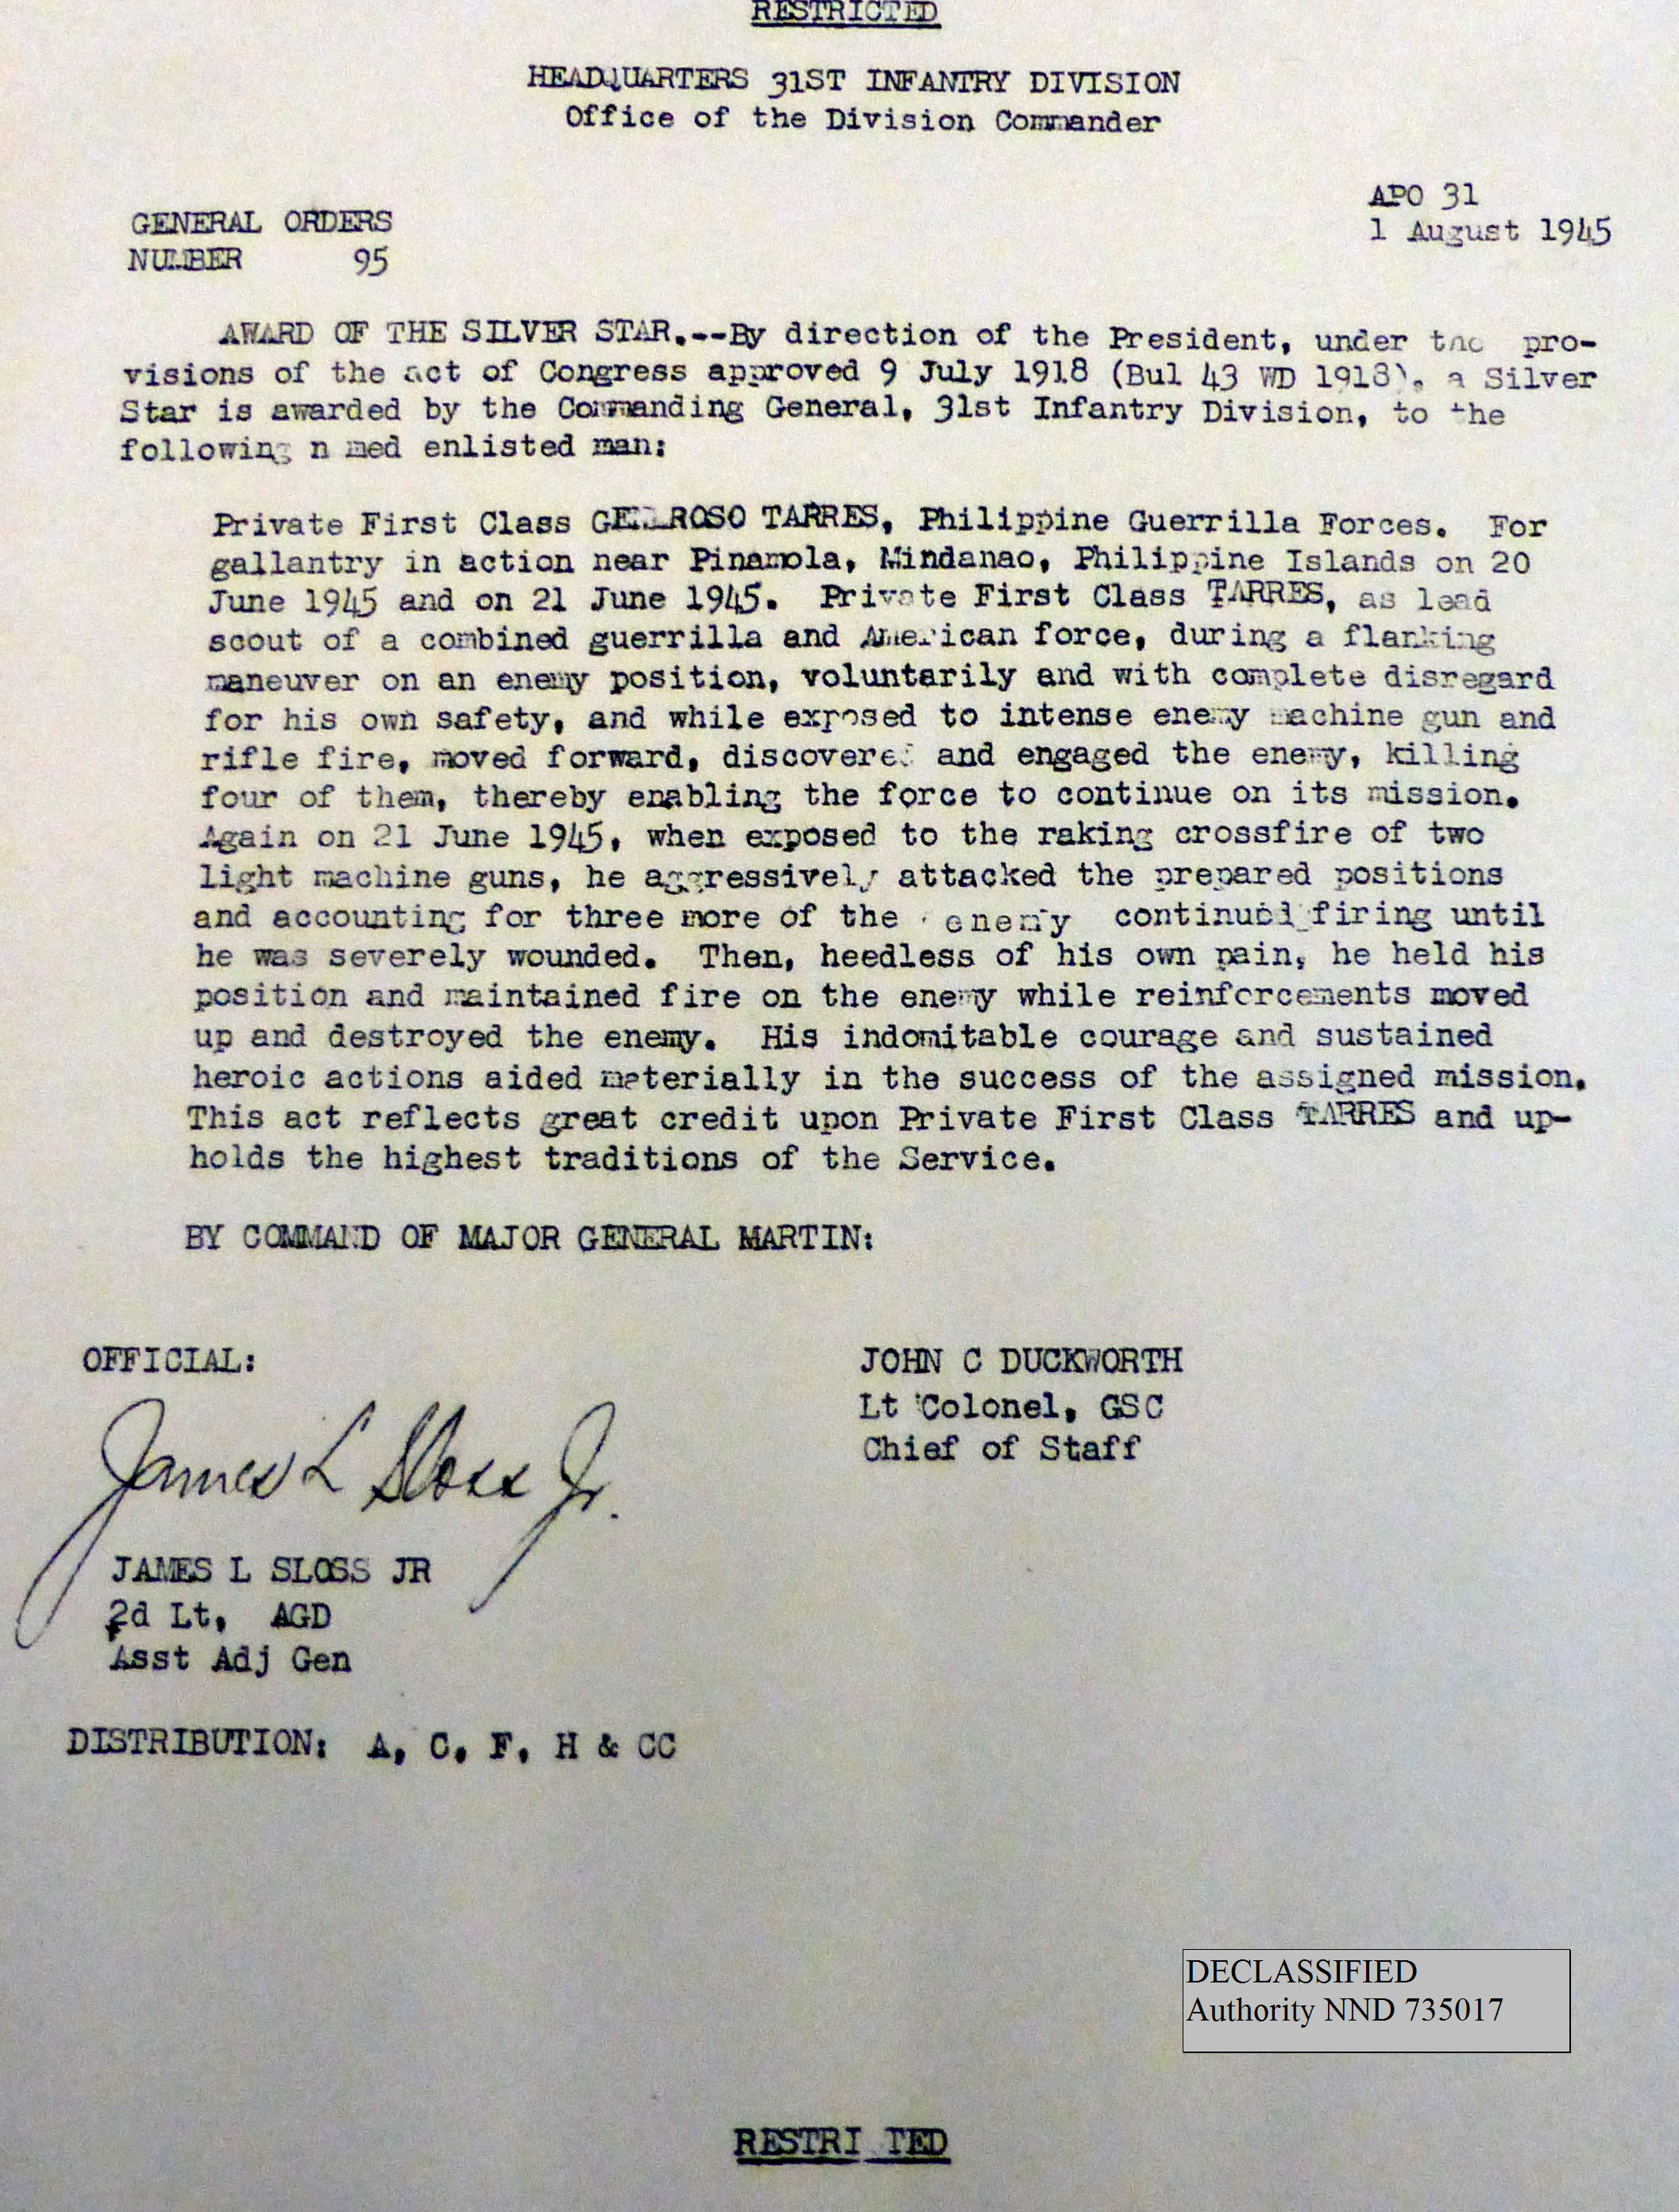 RESTRICTED
HEADQUARTERS 31ST INFANTRY DIVISION
Office of the Division Commander
APO 31
1 August 1945
GENERAL ORDERS
NUMBER 95
AWARD OF THE SILVER STAR.--By direction of the President, under the pro-
visions of the act of Congress approved 9 July 1918 (Bul 43 WD 1918), a Silver
Star is awarded by the Commanding General, 31st Infantry Division, to the
following n med enlisted man:
Private First Class TARRES, Philippine Guerrilla Forces. For
gallantry in action near Pinamola, Mindanao, Philippine Islands on 20
June 1945 and on 21 June 1945. Private First Class TARRES, as lead
scout of a combined guerrilla and American force, during a flanking
maneuver on an enemy position, voluntarily and with complete disregard
for his own safety, and while exposed to intense enemy machine gun and
rifle fire, moved forward, discovered and engaged the enemy, killing
four of them, thereby enabling the force to continue on its mission.
Again on 21 June 1945, when exposed to the raking crossfire of two
light machine guns, he aggressively attacked the prepared positions
and accounting for three more of the enemy continued firing until
he was severely wounded. Then, heedless of his own pain, he held his
position and maintained fire on the enemy while reinforcements moved
up and destroyed the enemy. His indomitable courage and sustained
heroic actions aided materially in the success of the assigned mission.
This act reflects great credit upon Private First Class TARRES and up-
holds the highest traditions of the Service.
BY COMMAND OF MAJOR GENERAL MARTIN:
OFFICIAL:
James L Sloss Jr.
JAMES L SLOSS JR
2d Lt, AGD
Asst Adj Gen
JOHN C DUCKWORTH
Lt Colonel, GSC
Chief of Staff
DISTRIBUTION: A, C, F, H & CC
DECLASSIFIED
Authority NND 735017
RESTRI TED